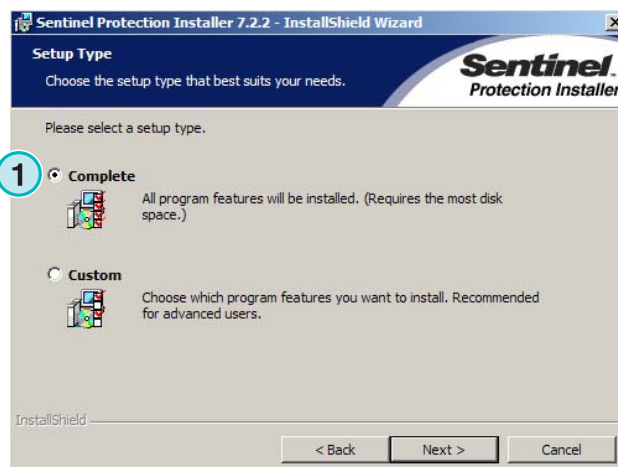 Sentinel Protection Installer 7.2.2 - InstallShield Wizard
Setup Type
Choose the setup type that best suits your needs.
Sentinel.
Protection Installer
Please select a setup type.
1
Complete
All program features will be installed. (Requires the most disk
space.)
Custom
Choose which program features you want to install. Recommended
for advanced users.
InstallShield
< Back
Next >
Cancel